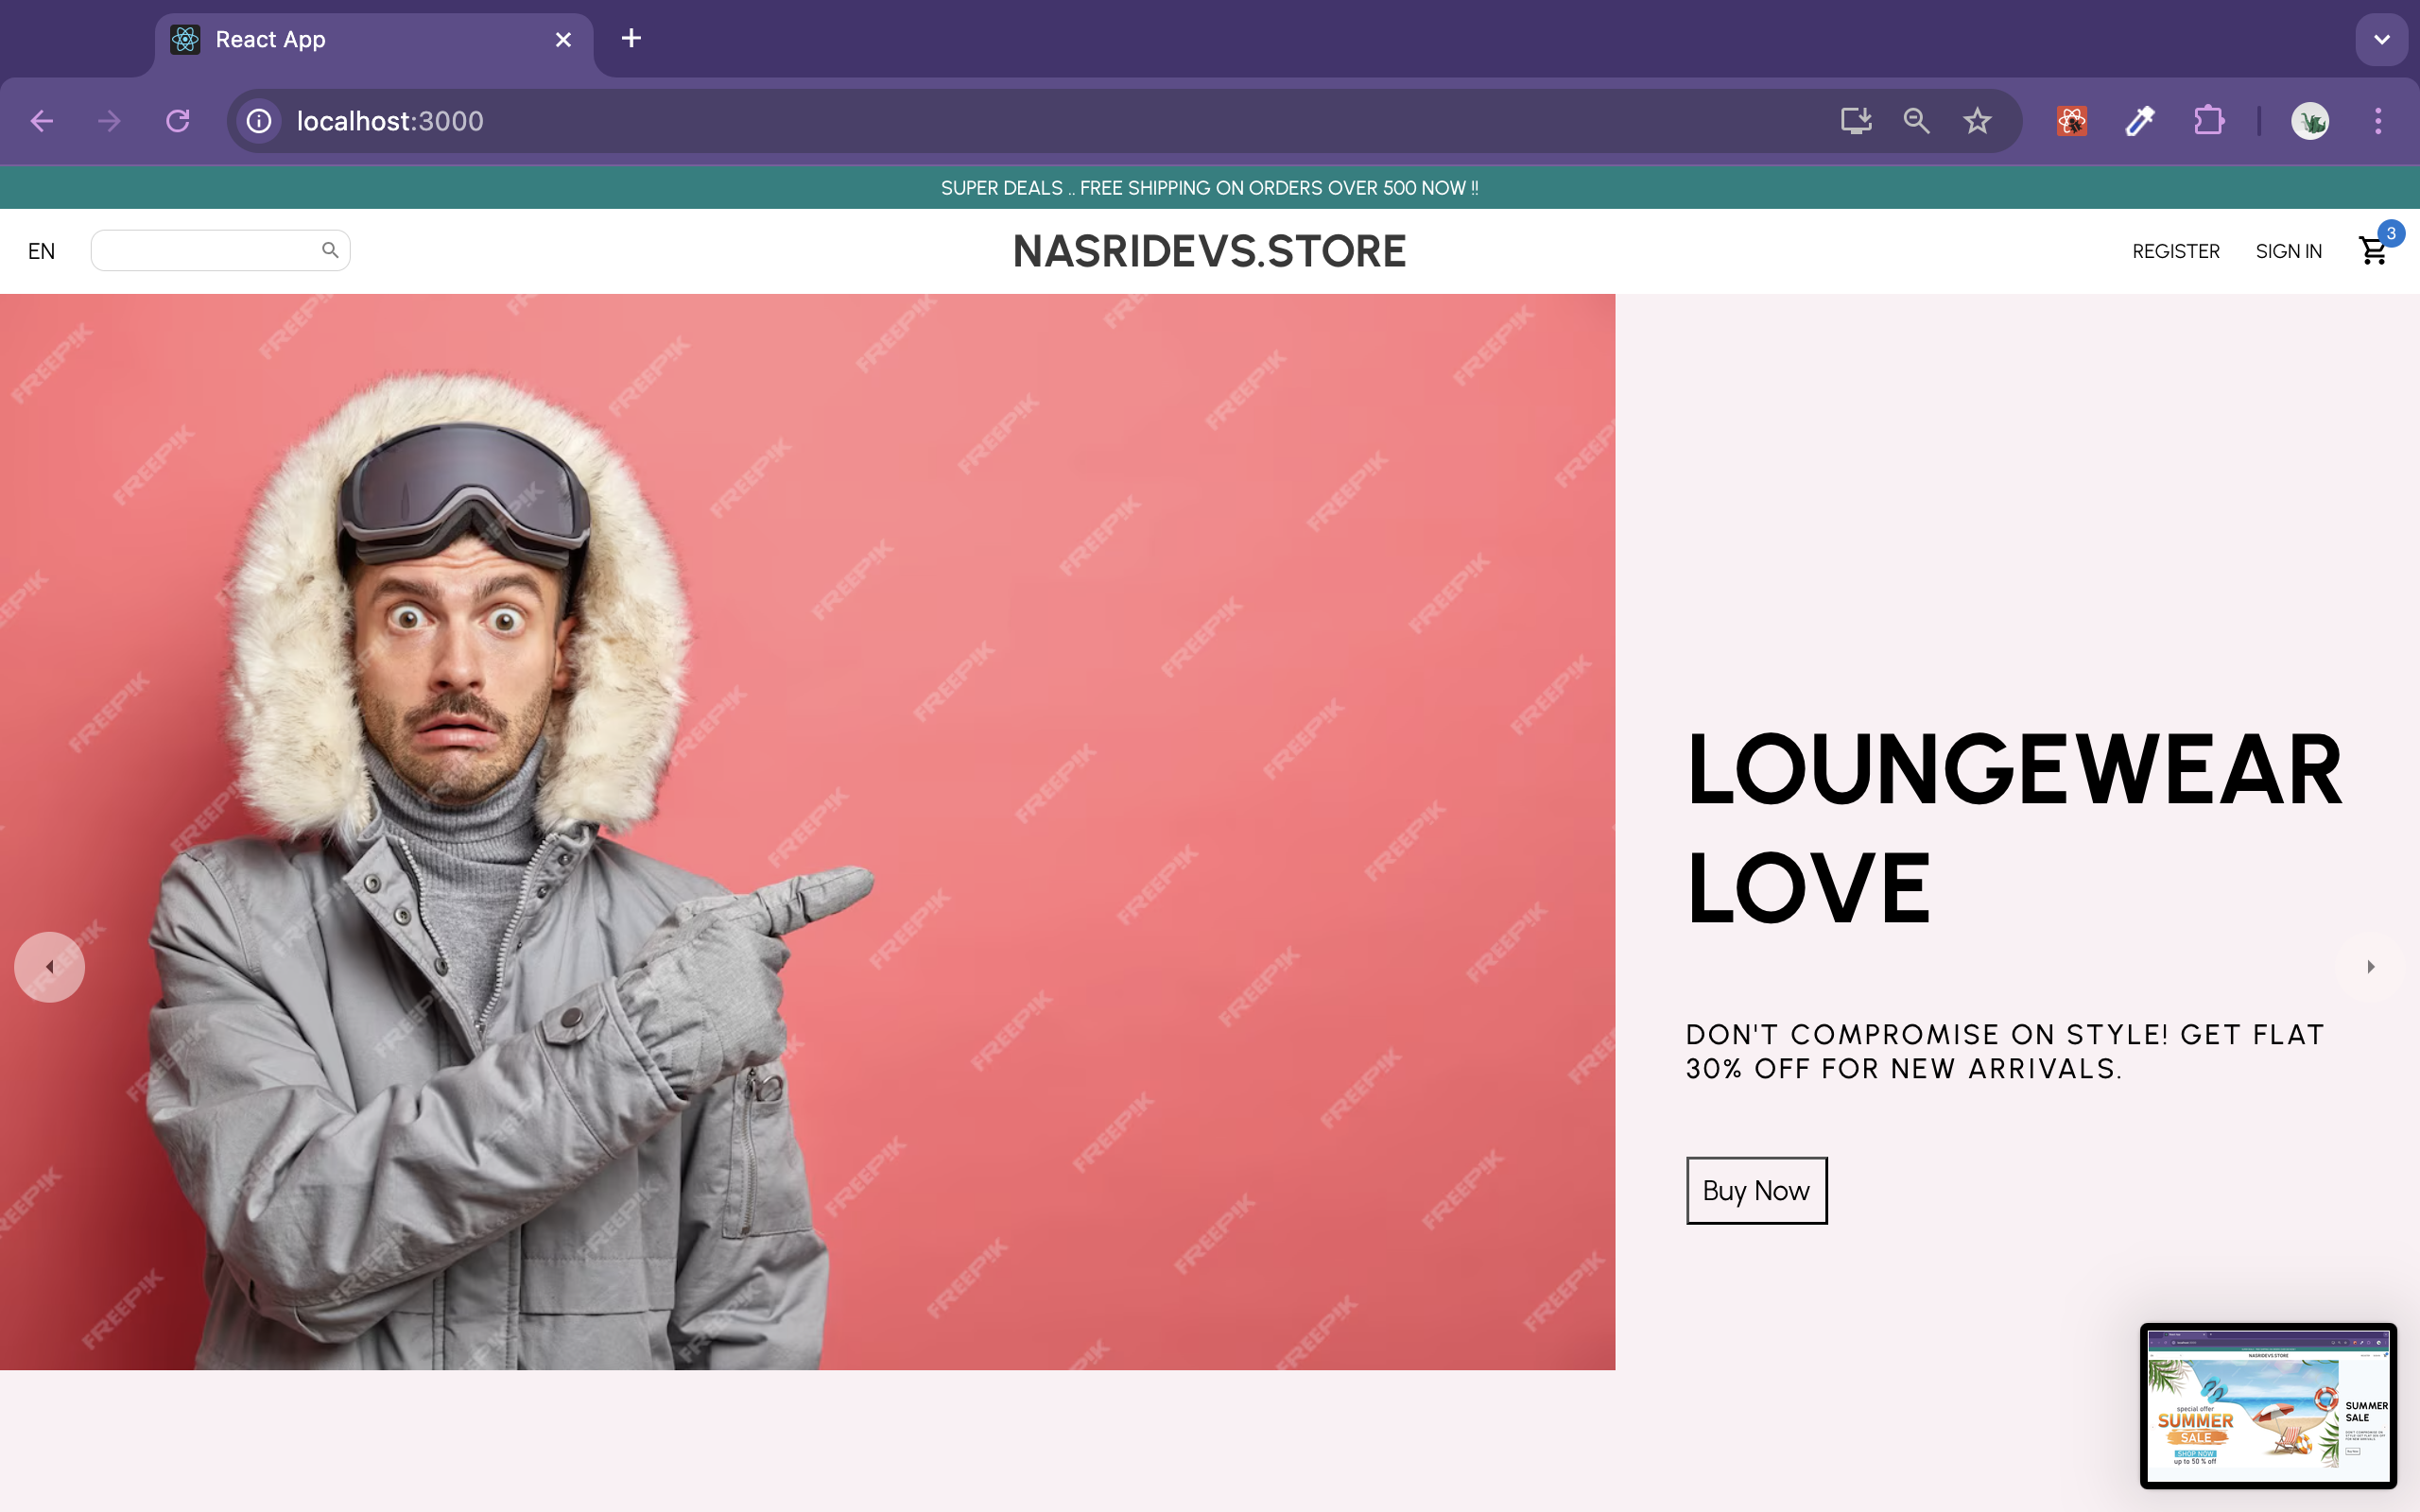 React App
localhost:3000
SUPER DEALS .. FREE SHIPPING ON ORDERS OVER 500 NOW !!
EN
NASRIDEVS.STORE
REGISTER SIGN IN 3
FREEPIK
LOUNGEWEAR
LOVE
DON'T COMPROMISE ON STYLE! GET FLAT
30% OFF FOR NEW ARRIVALS.
Buy Now
NASRIDEVS.STORE
special offer
SUMMER
SALE
SHOP NOW
up to 50 % off
SUMMER
SALE